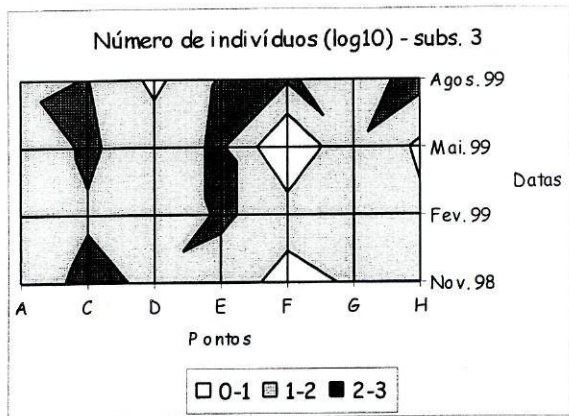 Número de indivíduos (log10) - subs. 3
Agos.99
Mai.99
Fev.99
Nov.98
Datas
A C D E F G H
Pontos
0-1 1-2 2-3